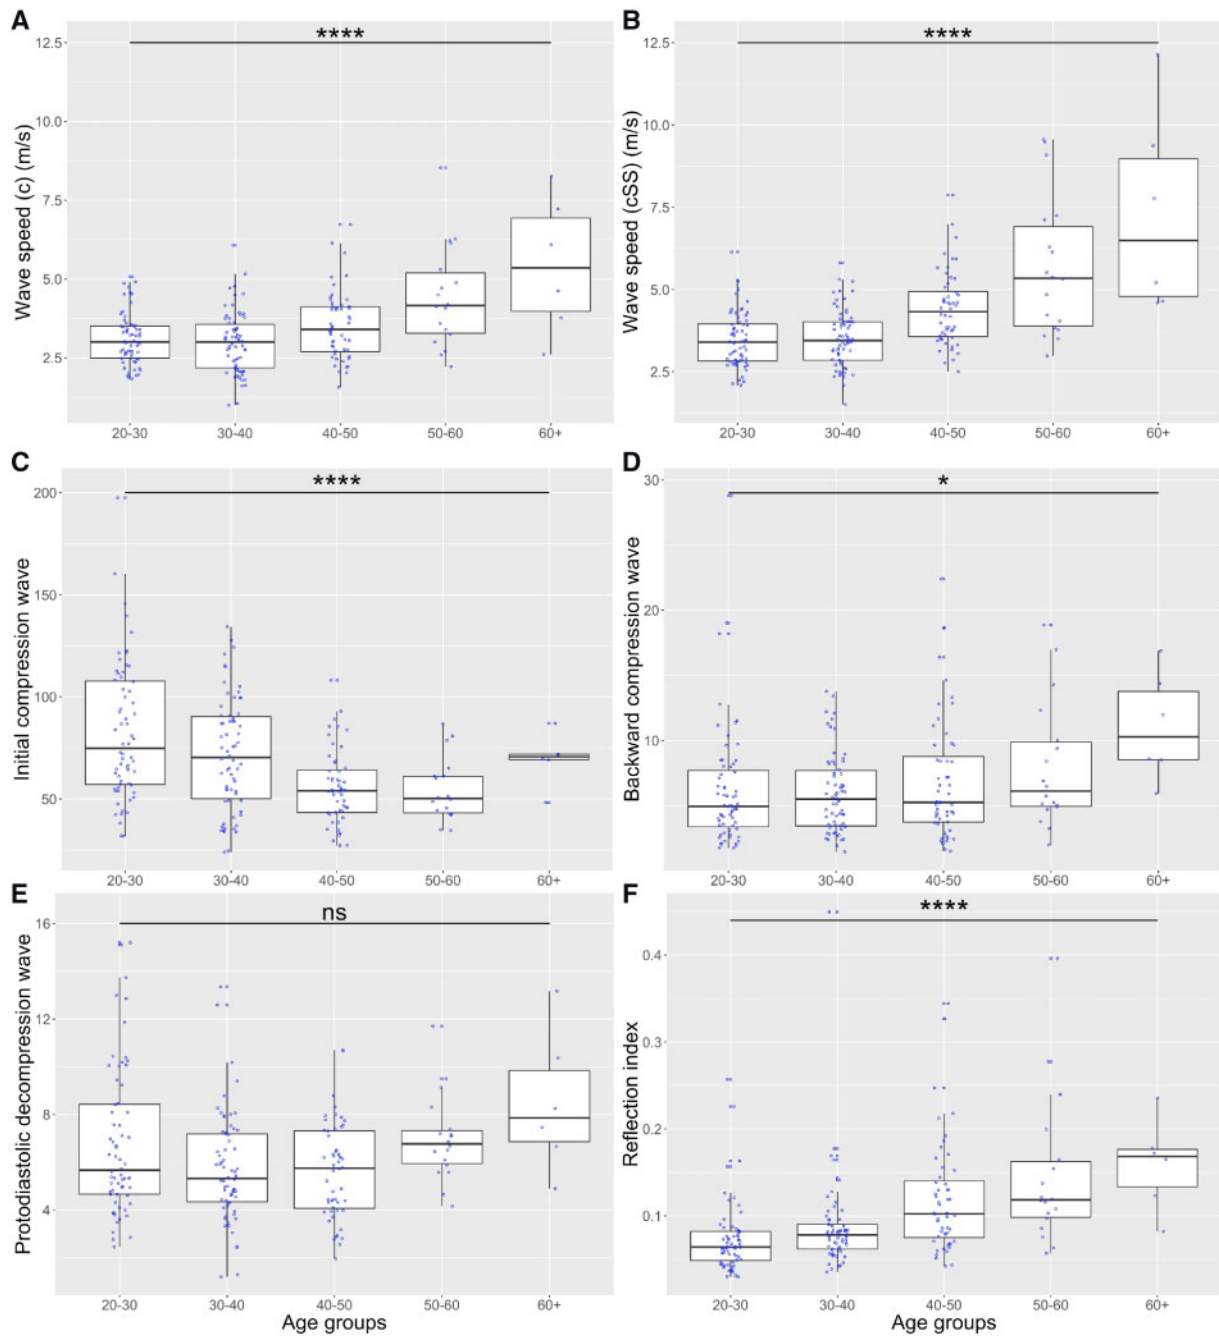 A
****
12.5
10.0
7.5
5.0
2.5
Wave speed (c) (m/s)
20-30 30-40 40-50 50-60 60+
B
****
12.5
10.0
7.5
5.0
2.5
Wave speed (cSS) (m/s)
20-30 30-40 40-50 50-60 60+
C
****
200
150
100
50
Initial compression wave
20-30 30-40 40-50 50-60 60+
D
*
30
20
10
Backward compression wave
20-30 30-40 40-50 50-60 60+
E
ns
16
12
8
4
Protodiastolic decompression wave
20-30 30-40 40-50 50-60 60+
Age groups
F
****
0.4
0.3
0.2
0.1
Reflection index
20-30 30-40 40-50 50-60 60+
Age groups